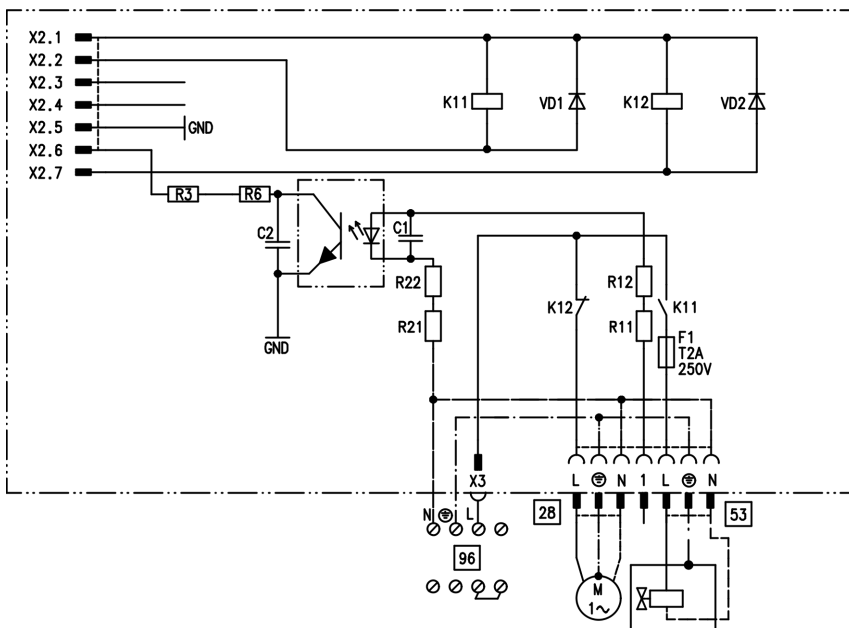 X2.1
X2.2
X2.3
X2.4
X2.5
X2.6
X2.7
GND
K11
VD1
K12
VD2
R3
R6
C2
C1
GND
R22
R21
K12
R12
R11
K11
F1
T2A
250V
X3
L
N
1
L
N
N
L
28
53
96
M
1~